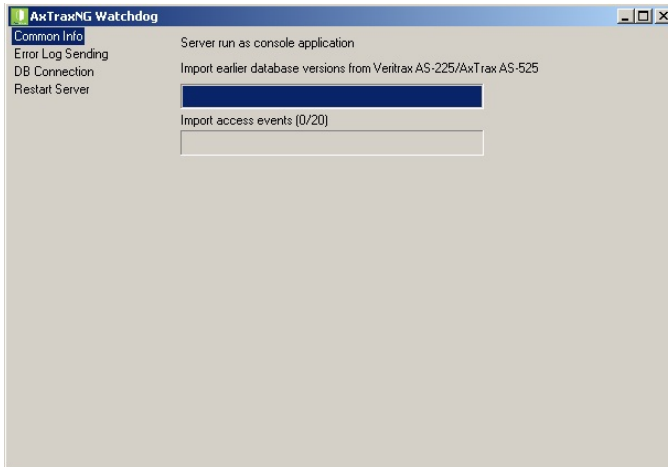 AxTraxNG Watchdog
Common Info
Error Log Sending
DB Connection
Restart Server
Server run as console application
Import earlier database versions from Veritrax AS-225/AxTrax AS-525
Import access events (0/20)